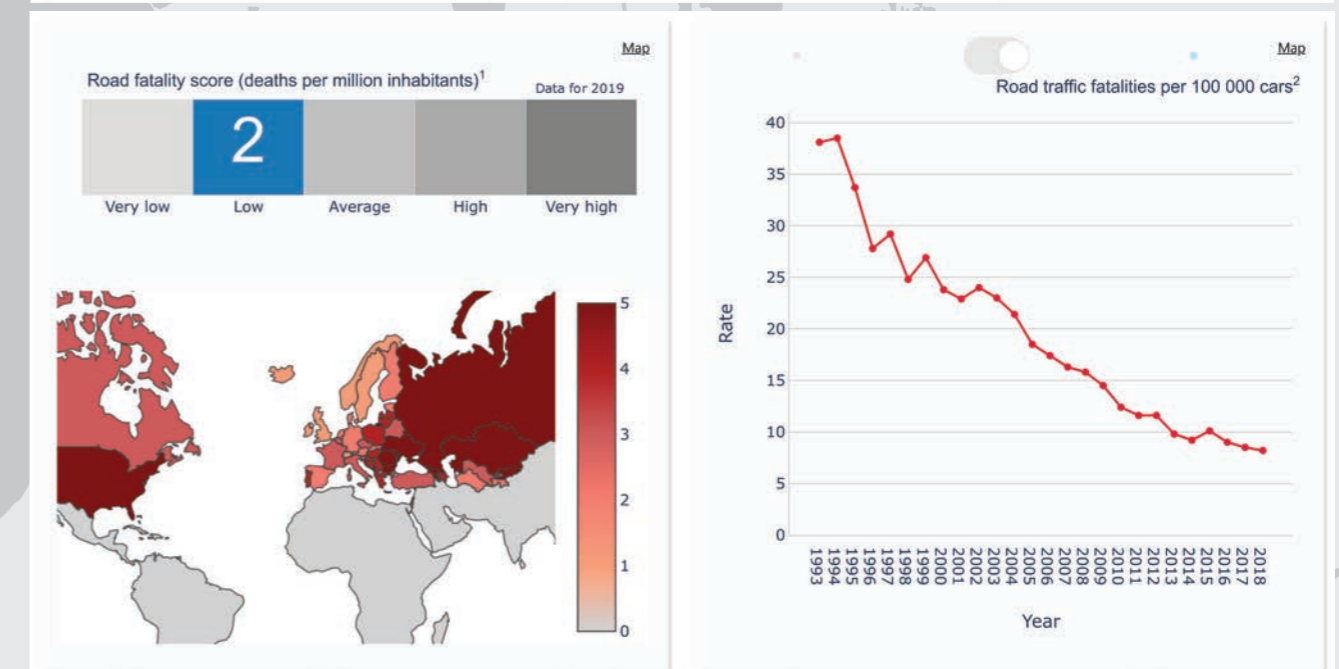 Map
Road fatality score (deaths per million inhabitants)¹
Data for 2019
2
Very low Low Average High Very high
5
4
3
2
1
0
Map
Road traffic fatalities per 100 000 cars²
40
35
30
25
20
15
10
5
0
Rate
1993 1994 1995 1996 1997 1998 1999 2000 2001 2002 2003 2004 2005 2006 2007 2008 2009 2010 2011 2012 2013 2014 2015 2016 2017 2018
Year